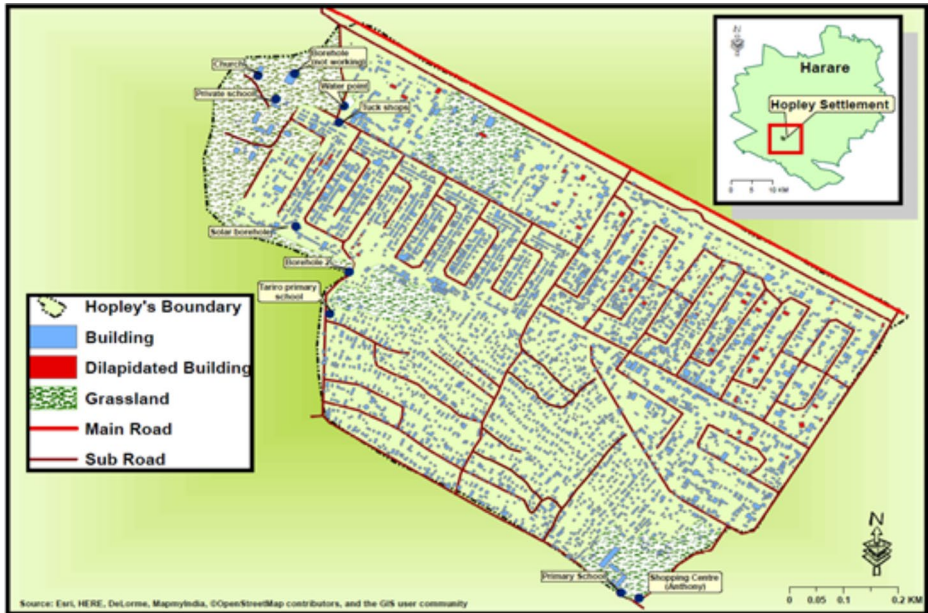 Church
Borehole
(not working)
Private school
Water point
Tuck shops
Solar borehole
Borehole 2
Tariro primary
school
Primary School
Shopping Centre
(Anthony)
N
Harare
Hopley Settlement
0 5 10 KM
Hopley's Boundary
Building
Dilapidated Building
Grassland
Main Road
Sub Road
N
0 0.05 0.1 0.2 KM
Source: Esri, HERE, DeLorme, MapmyIndia, ©OpenStreetMap contributors, and the GIS user community